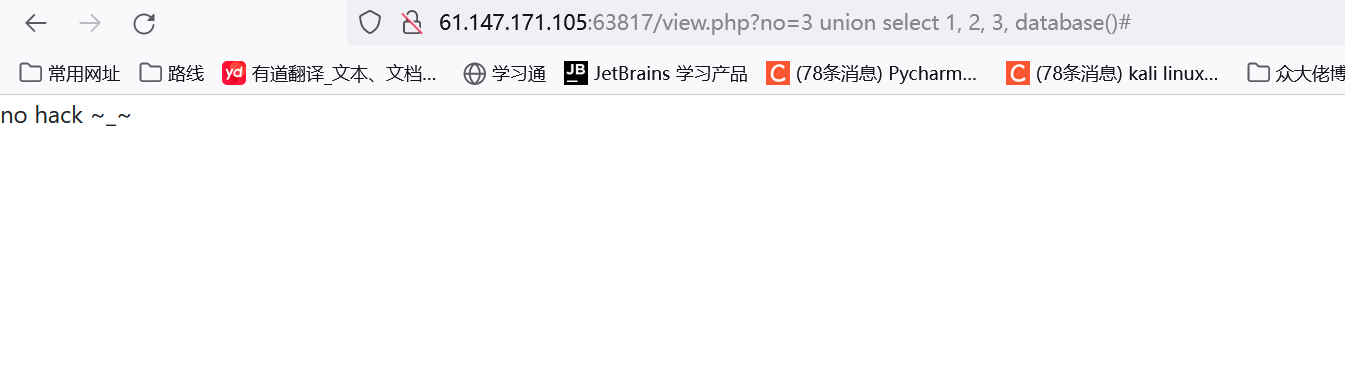 61.147.171.105:63817/view.php?no=3 union select 1, 2, 3, database()#
常用网址 路线 yd 有道翻译_文本、文档... 学习通 JB JetBrains 学习产品 C (78条消息) Pycharm... C (78条消息) kali linux... 众大佬博
no hack ~_~